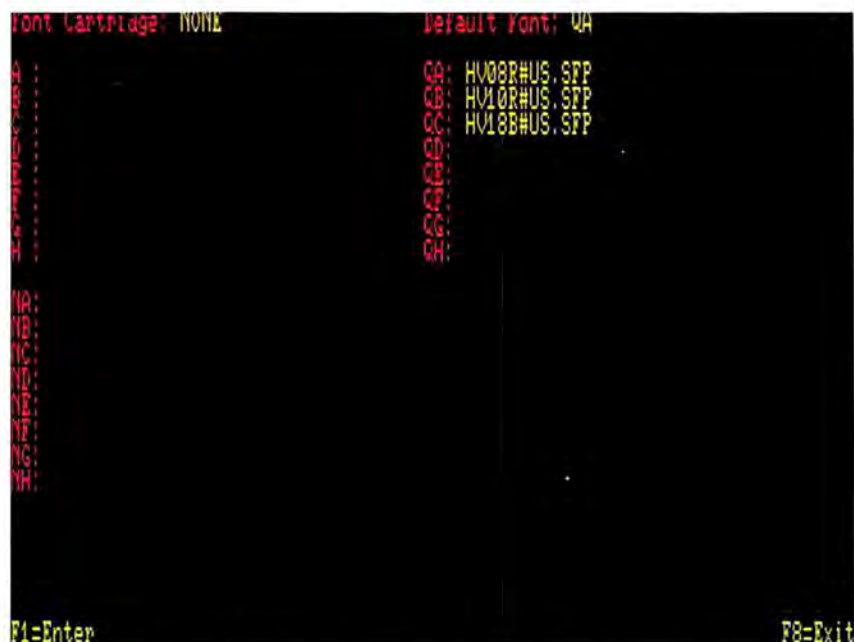 Font Cartridge: NONE Default Font: QA
A : QA: HV08R#US.SFP
B : QB: HV10R#US.SFP
C : QC: HV18B#US.SFP
D : QD:
E : QE:
F : QF:
G : QG:
H : QH:
NA:
NB:
NC:
ND:
NE:
NF:
NG:
NH:
F1=Enter F8=Exit